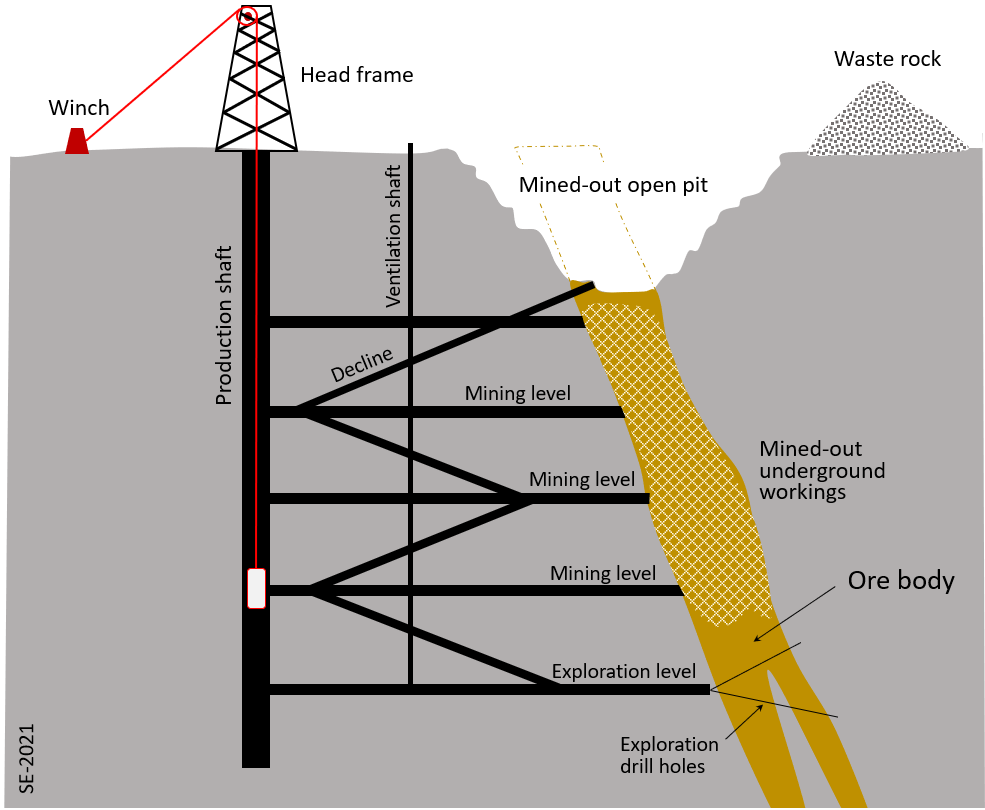 Waste rock
Head frame
Winch
Mined-out open pit
Ventilation shaft
Production shaft
Decline
Mining level
Mined-out
underground
workings
Mining level
Mining level
Ore body
Exploration level
Exploration
drill holes
SE-2021